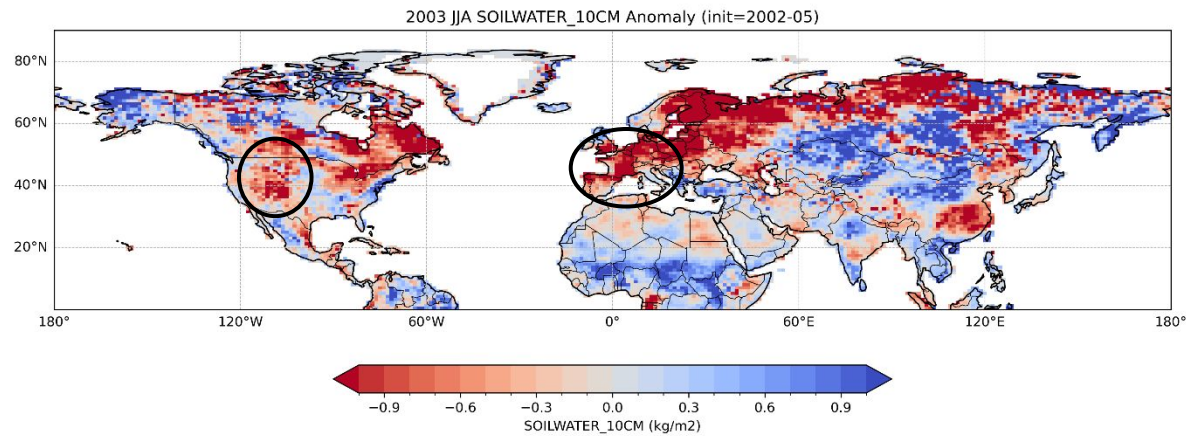 2003 JJA SOILWATER_10CM Anomaly (init=2002-05)
80°N
60°N
40°N
20°N
180° 120°W 60°W 0° 60°E 120°E 180°
−0.9 −0.6 −0.3 0.0 0.3 0.6 0.9
SOILWATER_10CM (kg/m2)